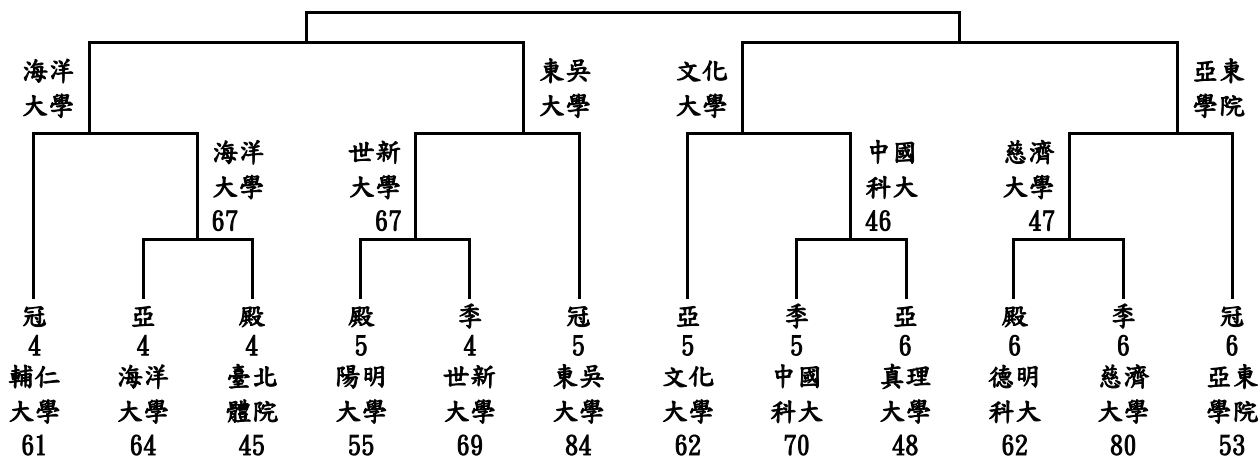 海洋大學
東吳大學
文化大學
亞東學院
海洋大學
67
世新大學
67
中國科大
46
慈濟大學
47
冠 亞 殿 殿 季 冠 亞 季 亞 殿 季 冠
4 4 4 5 4 5 5 5 6 6 6 6
輔仁 海洋 臺北 陽明 世新 東吳 文化 中國 真理 德明 慈濟 亞東
大學 大學 體院 大學 大學 大學 大學 科大 大學 科大 大學 學院
61 64 45 55 69 84 62 70 48 62 80 53